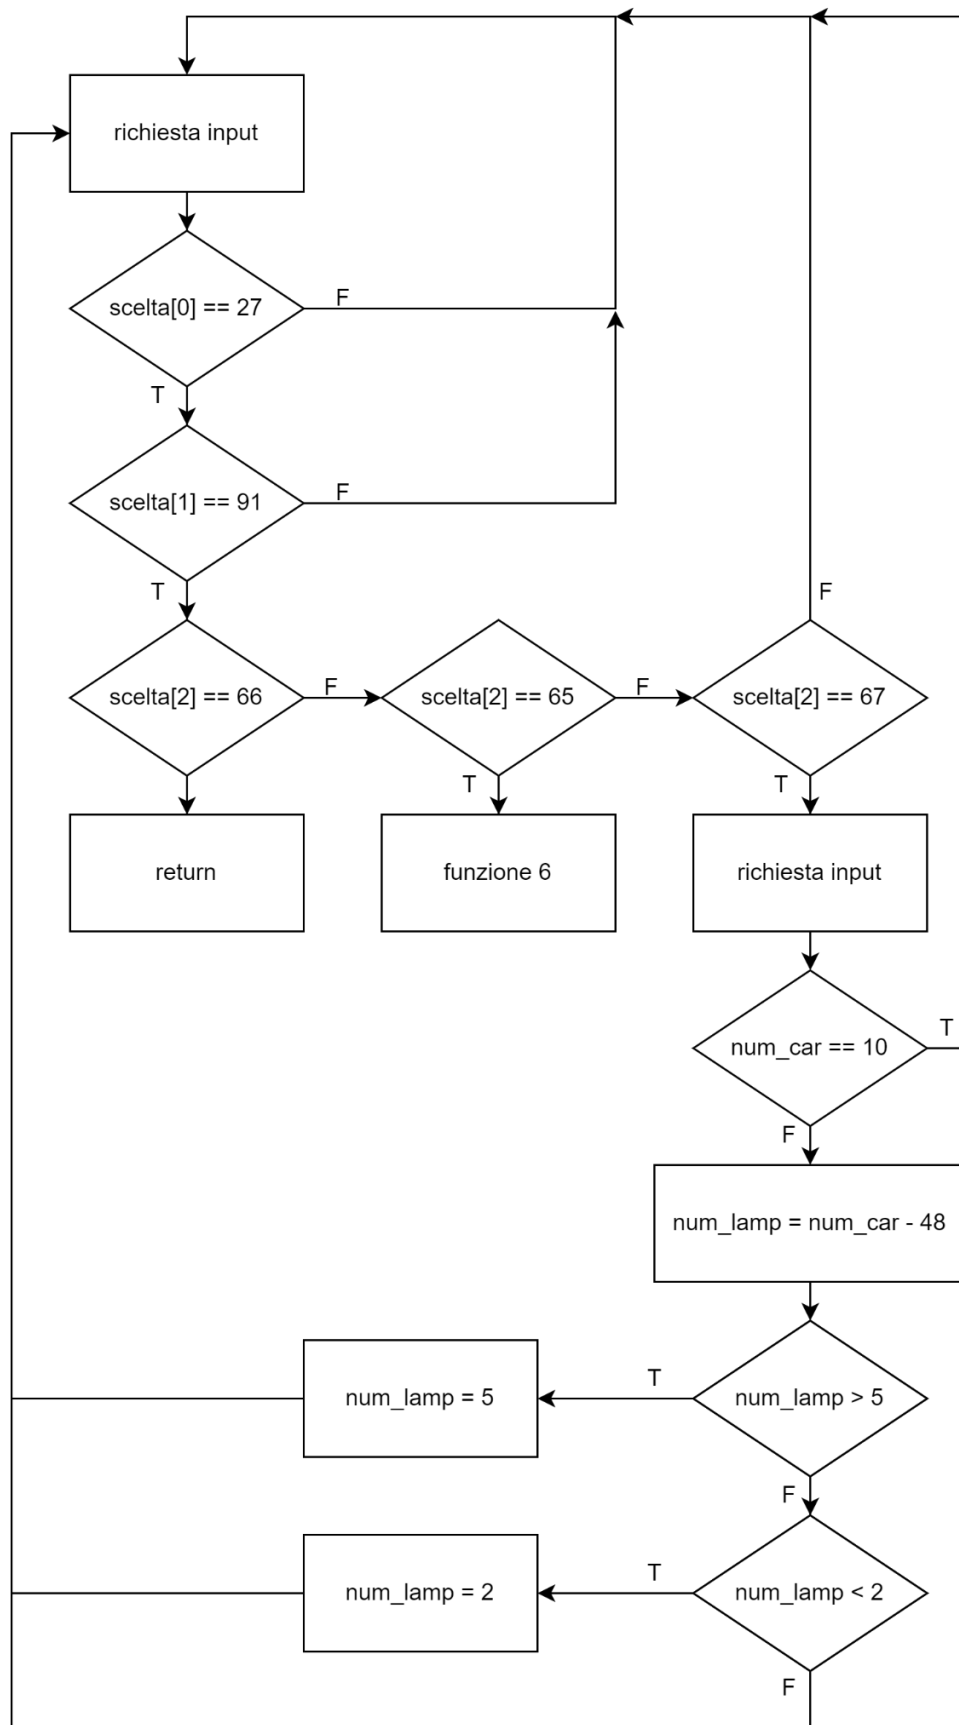 richiesta input
scelta[0] == 27
F
T
scelta[1] == 91
F
T
F
scelta[2] == 66
F
scelta[2] == 65
F
scelta[2] == 67
T
T
return
funzione 6
richiesta input
num_car == 10
T
F
num_lamp = num_car - 48
num_lamp = 5
T
num_lamp > 5
F
num_lamp = 2
T
num_lamp < 2
F